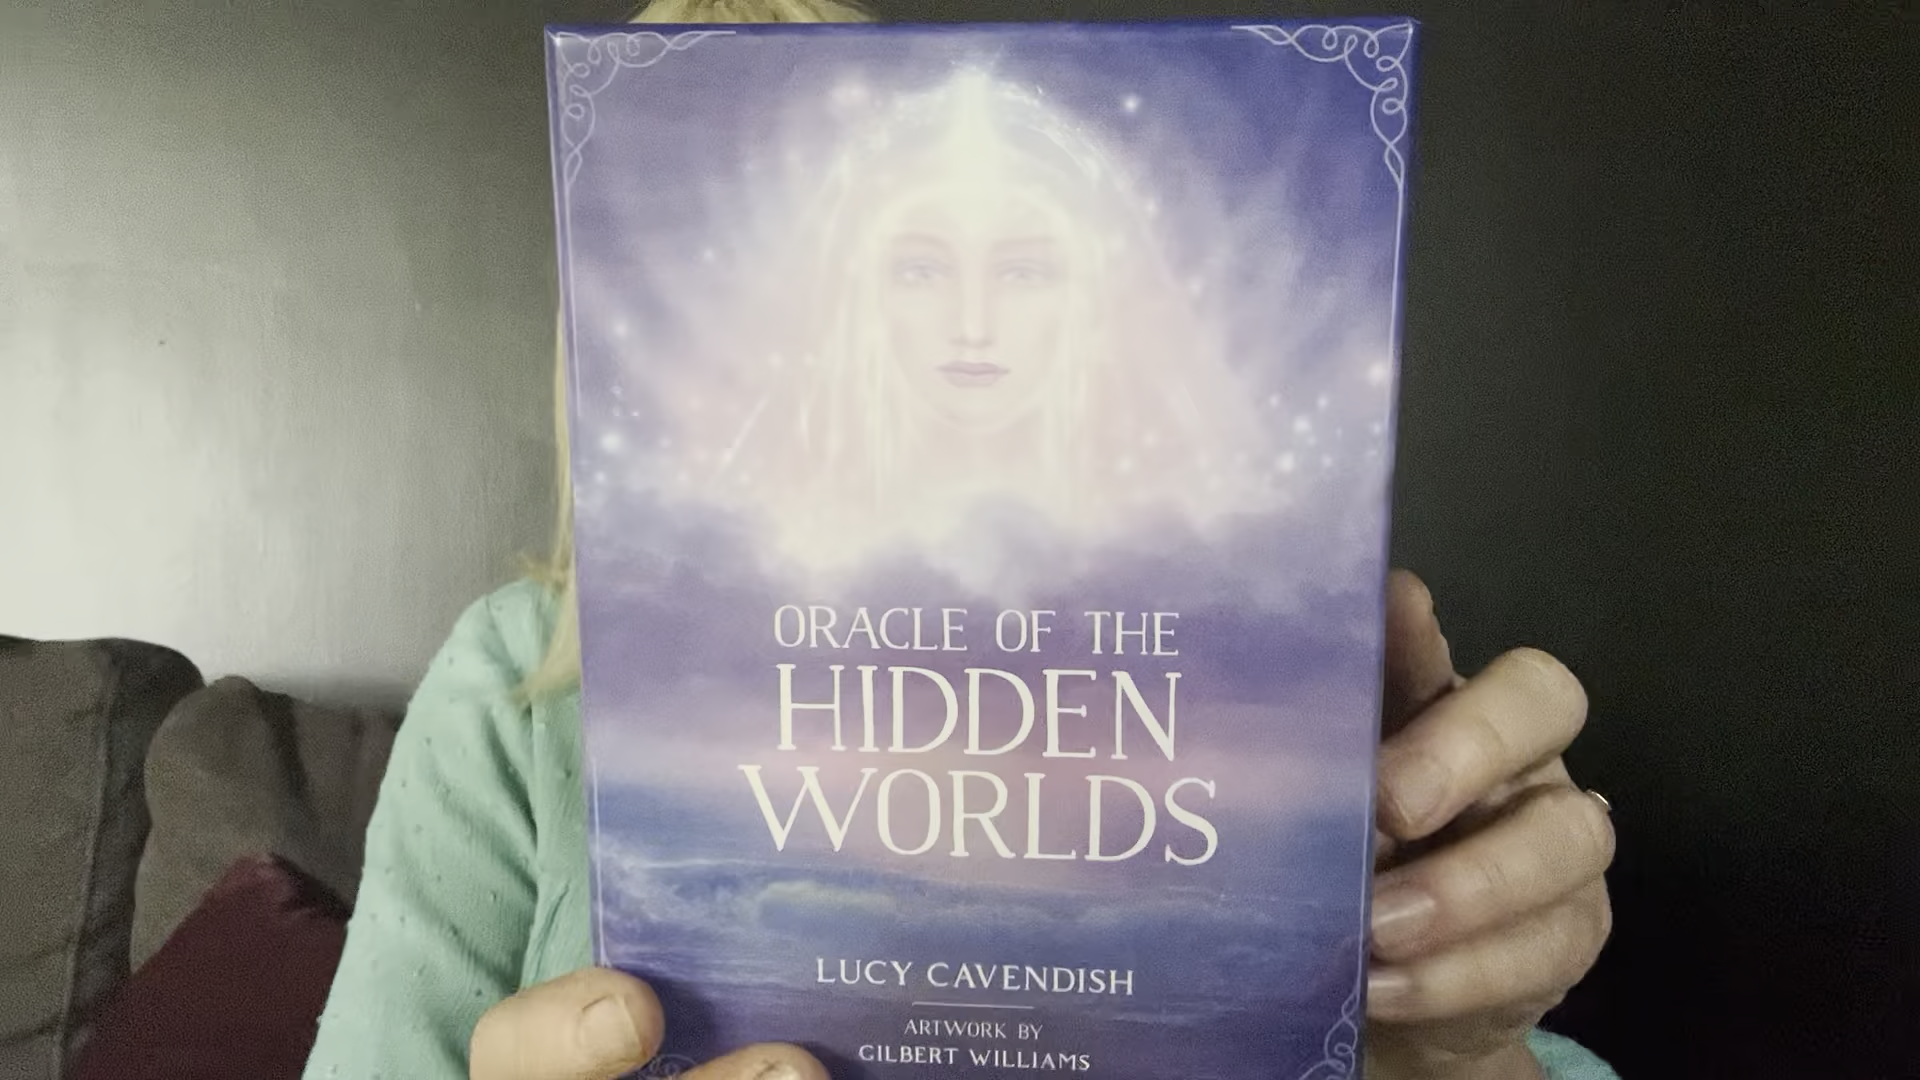 ORACLE OF THE
HIDDEN
WORLDS
LUCY CAVENDISH
ARTWORK BY
GILBERT WILLIAMS